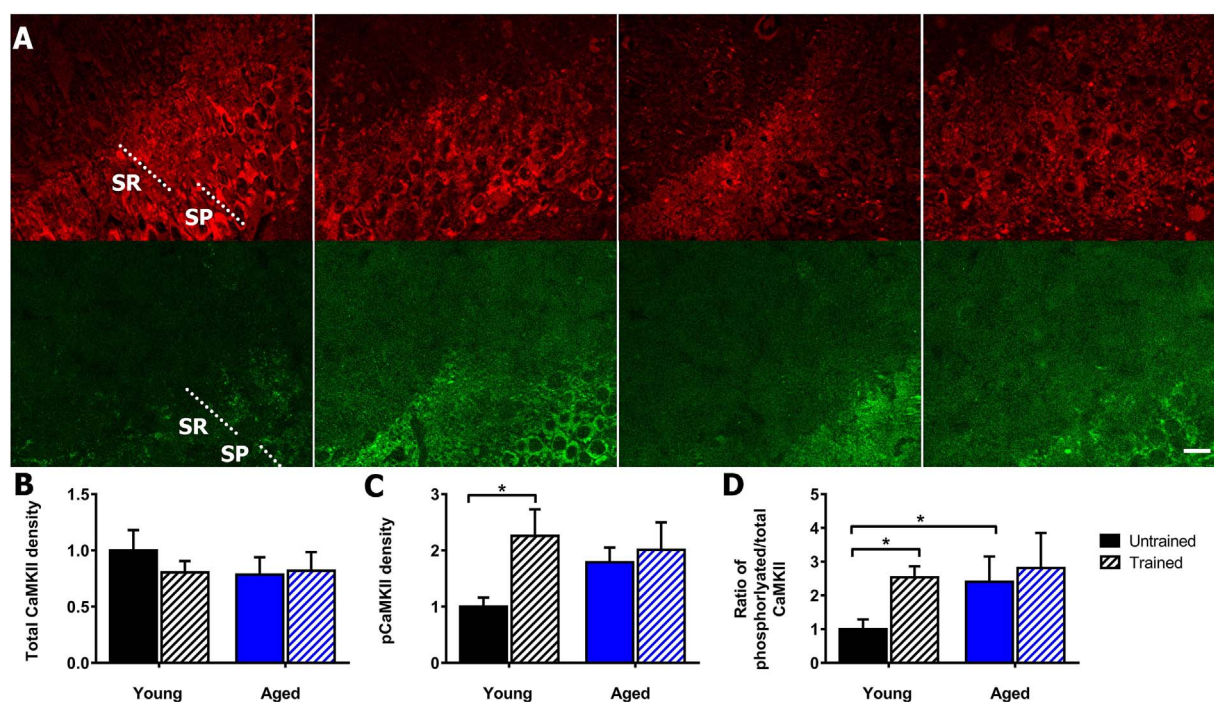 A
SR
SP
SR
SP
B
Total CaMKII density
1.5
1.0
0.5
0.0
Young
Aged
C
pCaMKII density
3
2
1
0
*
Young
Aged
D
Ratio of
phosphorlyated/total
CaMKII
5
4
3
2
1
0
*
*
Young
Aged
Untrained
Trained